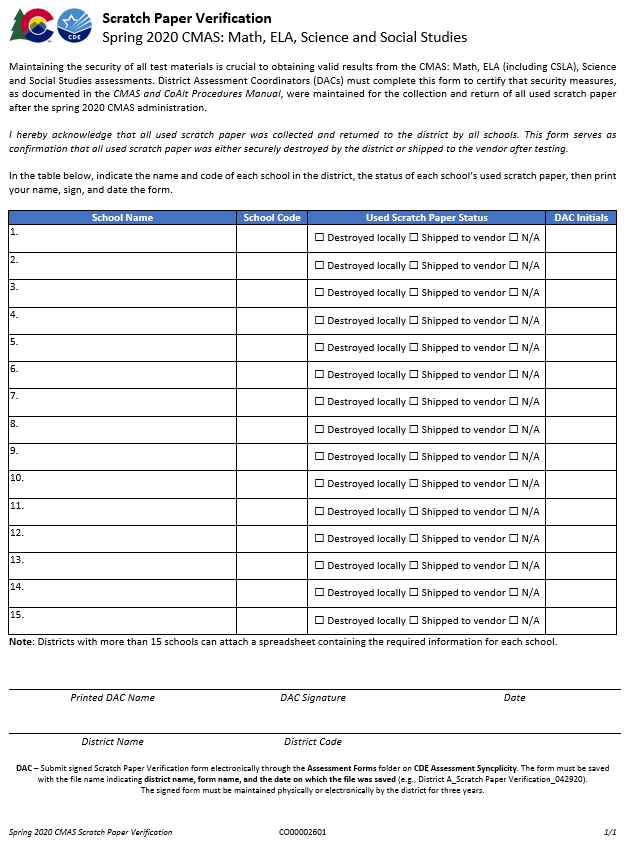 CDE
Scratch Paper Verification
Spring 2020 CMAS: Math, ELA, Science and Social Studies
Maintaining the security of all test materials is crucial to obtaining valid results from the CMAS: Math, ELA (including CSLA), Science
and Social Studies assessments. District Assessment Coordinators (DACs) must complete this form to certify that security measures,
as documented in the CMAS and CoAlt Procedures Manual, were maintained for the collection and return of all used scratch paper
after the spring 2020 CMAS administration.
I hereby acknowledge that all used scratch paper was collected and returned to the district by all schools. This form serves as
confirmation that all used scratch paper was either securely destroyed by the district or shipped to the vendor after testing.
In the table below, indicate the name and code of each school in the district, the status of each school's used scratch paper, then print
your name, sign, and date the form.
School Name School Code Used Scratch Paper Status DAC Initials
1. ☐ Destroyed locally ☐ Shipped to vendor ☐ N/A
2. ☐ Destroyed locally ☐ Shipped to vendor ☐ N/A
3. ☐ Destroyed locally ☐ Shipped to vendor ☐ N/A
4. ☐ Destroyed locally ☐ Shipped to vendor ☐ N/A
5. ☐ Destroyed locally ☐ Shipped to vendor ☐ N/A
6. ☐ Destroyed locally ☐ Shipped to vendor ☐ N/A
7. ☐ Destroyed locally ☐ Shipped to vendor ☐ N/A
8. ☐ Destroyed locally ☐ Shipped to vendor ☐ N/A
9. ☐ Destroyed locally ☐ Shipped to vendor ☐ N/A
10. ☐ Destroyed locally ☐ Shipped to vendor ☐ N/A
11. ☐ Destroyed locally ☐ Shipped to vendor ☐ N/A
12. ☐ Destroyed locally ☐ Shipped to vendor ☐ N/A
13. ☐ Destroyed locally ☐ Shipped to vendor ☐ N/A
14. ☐ Destroyed locally ☐ Shipped to vendor ☐ N/A
15. ☐ Destroyed locally ☐ Shipped to vendor ☐ N/A
Note: Districts with more than 15 schools can attach a spreadsheet containing the required information for each school.
Printed DAC Name DAC Signature Date
District Name District Code
DAC – Submit signed Scratch Paper Verification form electronically through the Assessment Forms folder on CDE Assessment Syncplicity. The form must be saved
with the file name indicating district name, form name, and the date on which the file was saved (e.g., District A_Scratch Paper Verification_042920).
The signed form must be maintained physically or electronically by the district for three years.
Spring 2020 CMAS Scratch Paper Verification CO00002601 1/1